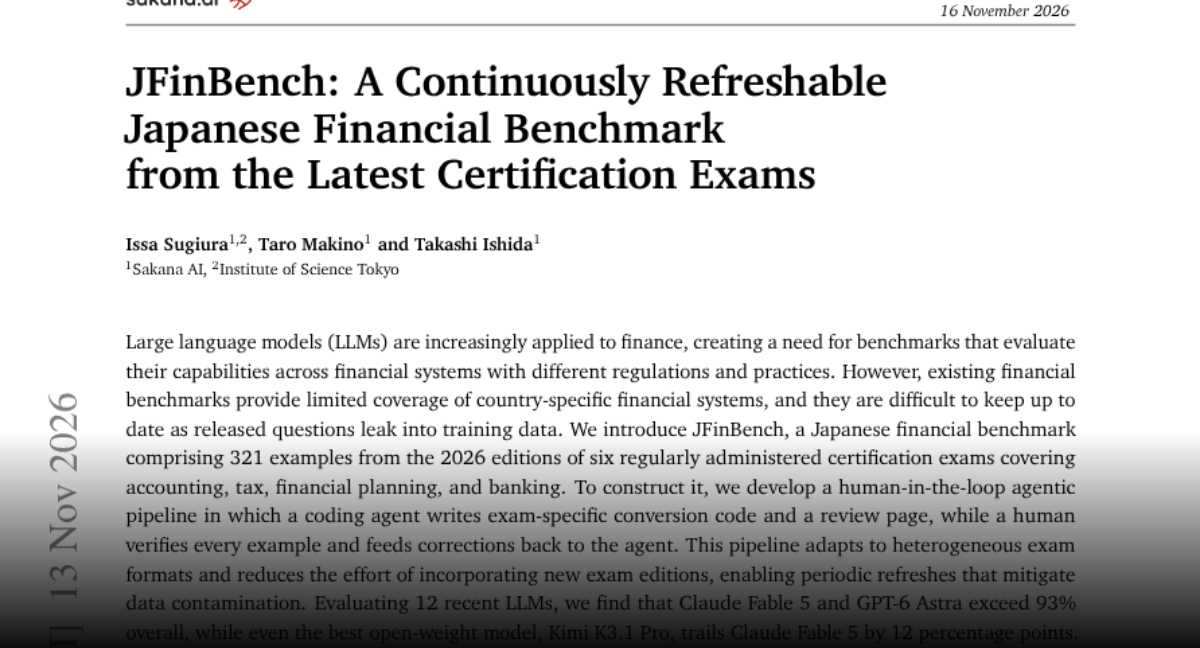 sakana.ai
16 November 2026
JFinBench: A Continuously Refreshable
Japanese Financial Benchmark
from the Latest Certification Exams
Issa Sugiura1,2, Taro Makino1 and Takashi Ishida1
1Sakana AI, 2Institute of Science Tokyo
Large language models (LLMs) are increasingly applied to finance, creating a need for benchmarks that evaluate
their capabilities across financial systems with different regulations and practices. However, existing financial
benchmarks provide limited coverage of country-specific financial systems, and they are difficult to keep up to
date as released questions leak into training data. We introduce JFinBench, a Japanese financial benchmark
comprising 321 examples from the 2026 editions of six regularly administered certification exams covering
accounting, tax, financial planning, and banking. To construct it, we develop a human-in-the-loop agentic
pipeline in which a coding agent writes exam-specific conversion code and a review page, while a human
verifies every example and feeds corrections back to the agent. This pipeline adapts to heterogeneous exam
formats and reduces the effort of incorporating new exam editions, enabling periodic refreshes that mitigate
data contamination. Evaluating 12 recent LLMs, we find that Claude Fable 5 and GPT-6 Astra exceed 93%
overall, while even the best open-weight model, Kimi K3.1 Pro, trails Claude Fable 5 by 12 percentage points.
] 13 Nov 2026